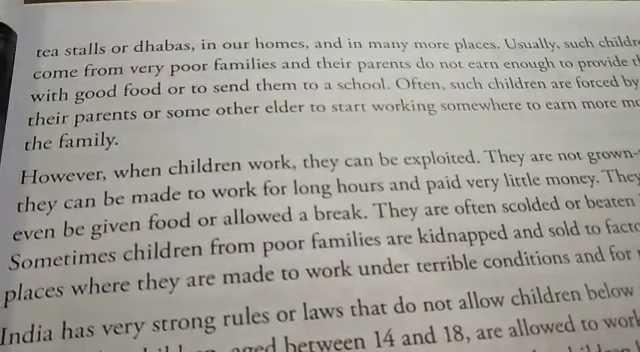 tea stalls or dhabas, in our homes, and in many more places. Usually, such
come from very poor families and their parents do not earn enough to provide
with good food or to send them to a school. Often, such children are forced by
their parents or some other elder to start working somewhere to earn more
the family.
However, when children work, they can be exploited. They are not grown-
they can be made to work for long hours and paid very little money. They
even be given food or allowed a break. They are often scolded or beaten
Sometimes children from poor families are kidnapped and sold to
places where they are made to work under terrible conditions and for
India has very strong rules or laws that do not allow children below
aged between 14 and 18, are allowed to work